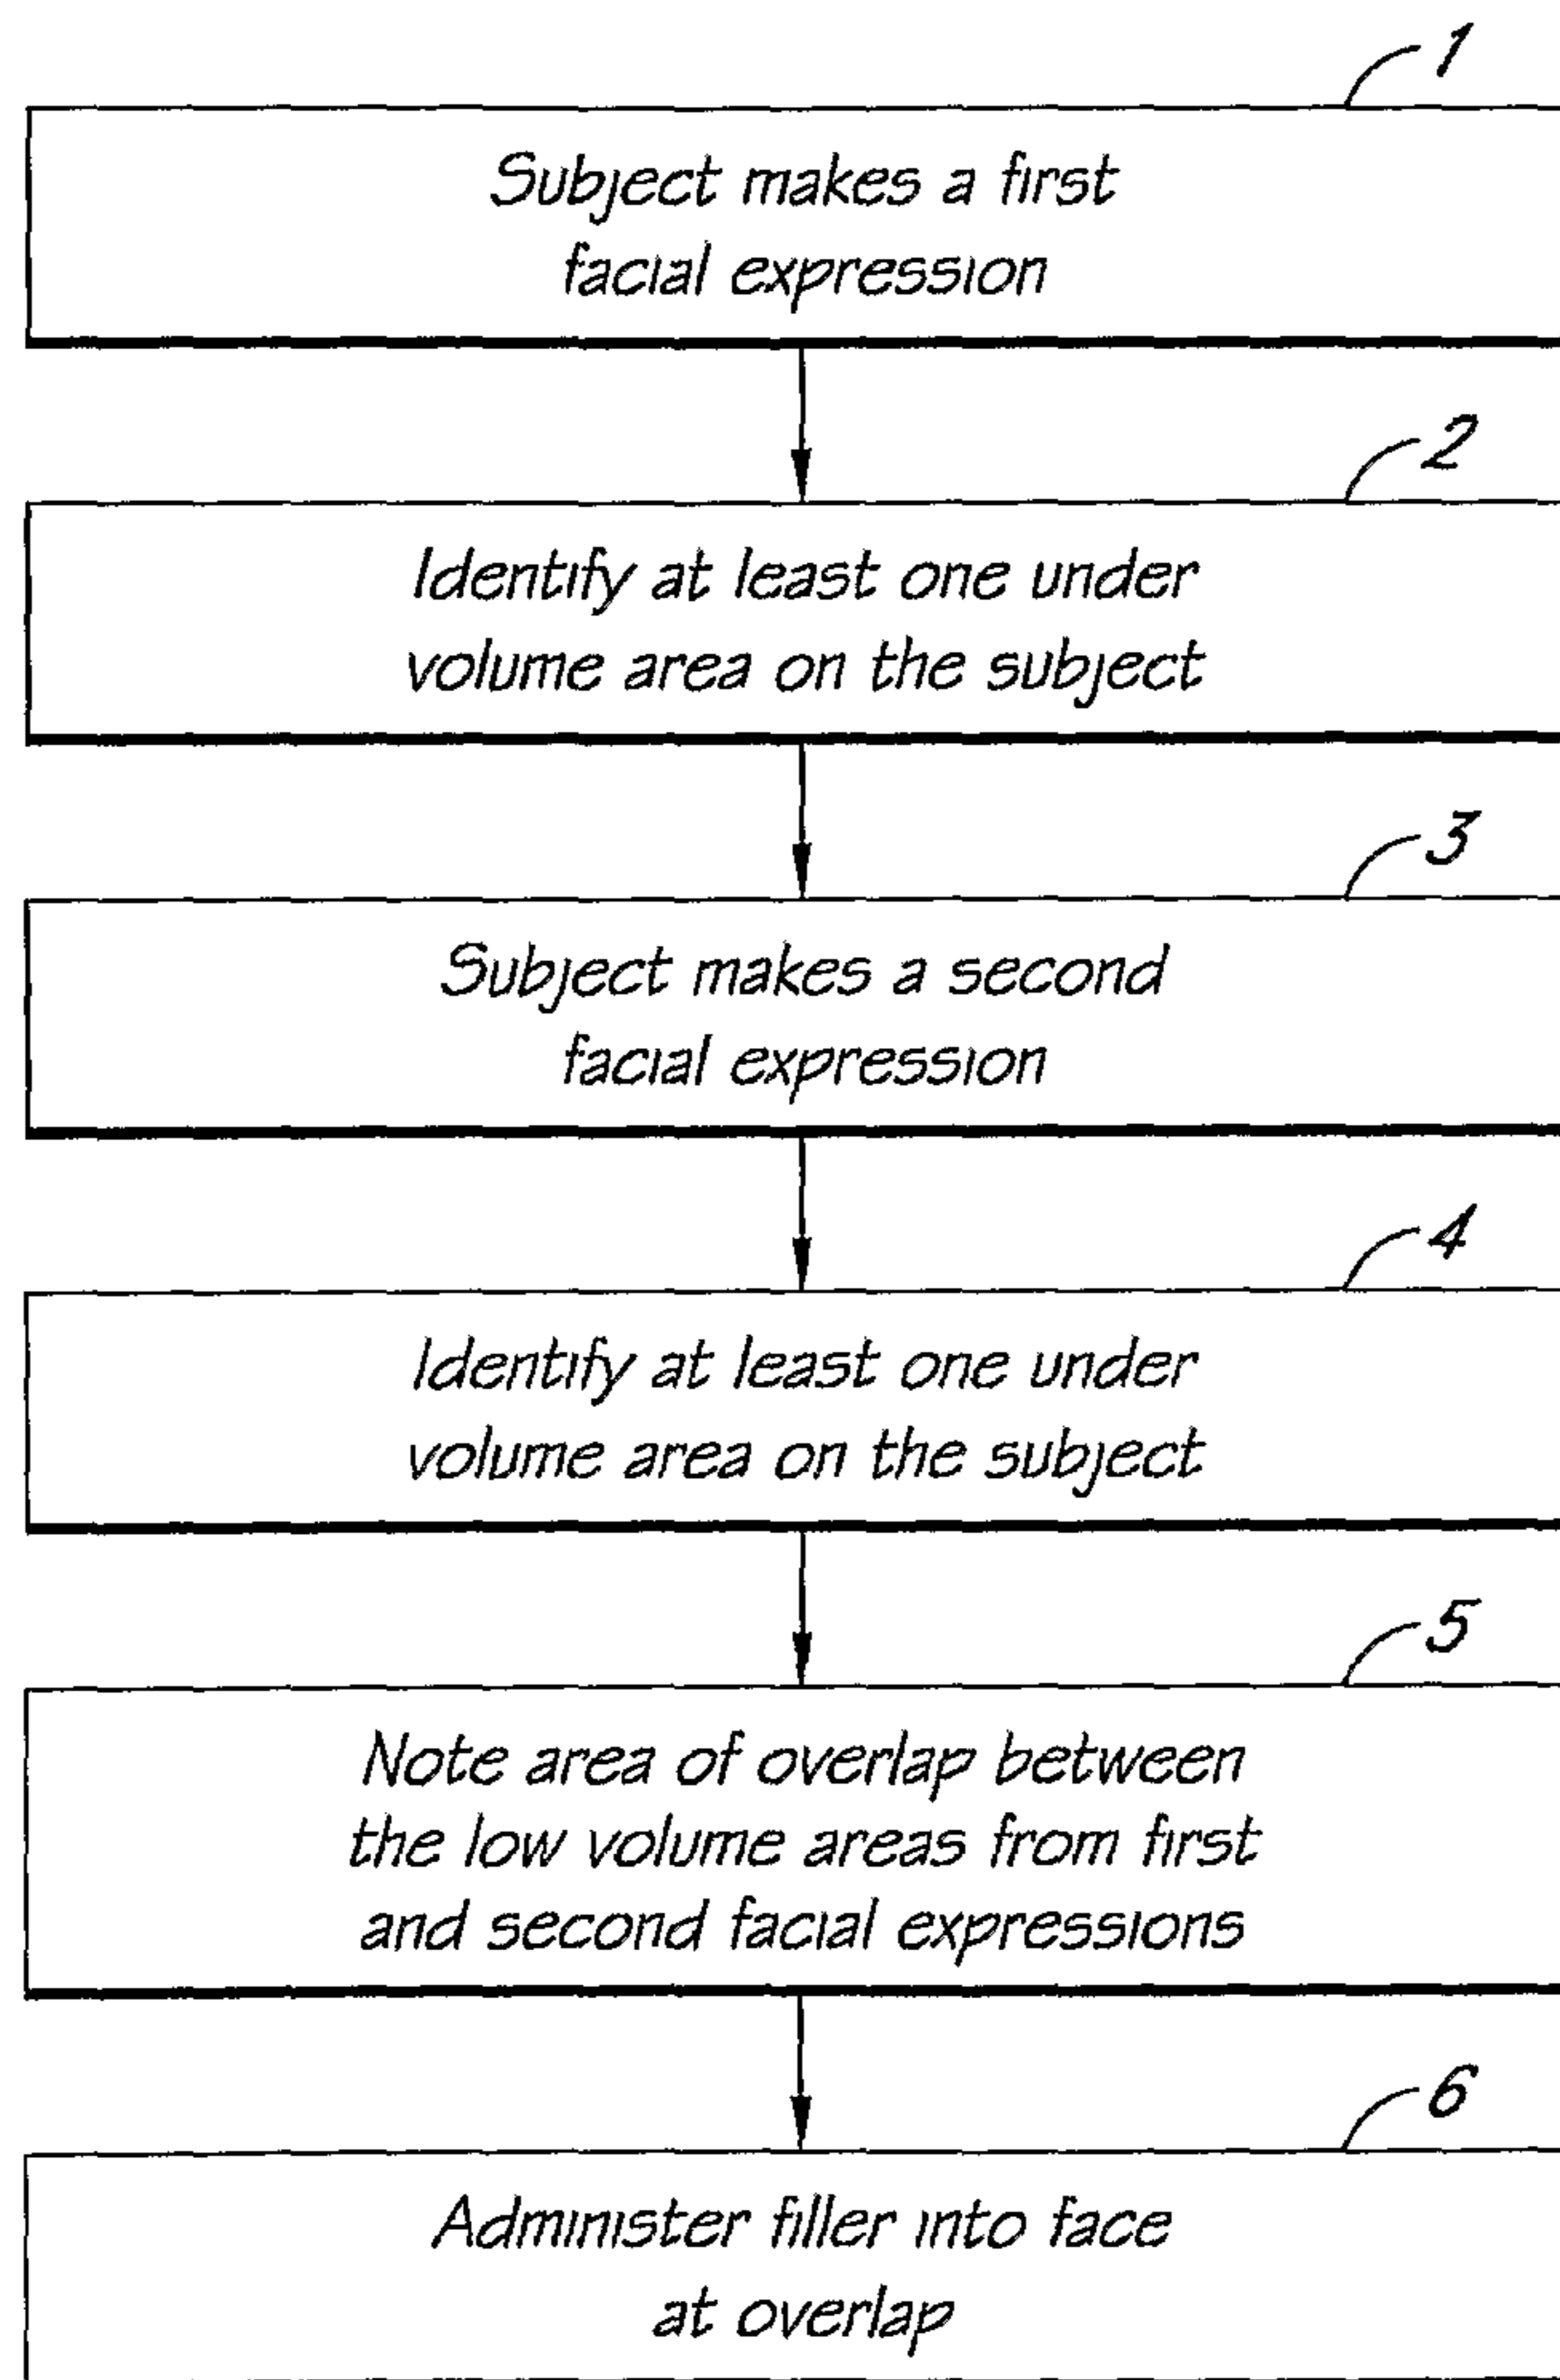 1
Subject makes a first
facial expression
2
Identify at least one under
volume area on the subject
3
Subject makes a second
facial expression
4
Identify at least one under
volume area on the subject
5
Note area of overlap between
the low volume areas from first
and second facial expressions
6
Administer filler into face
at overlap